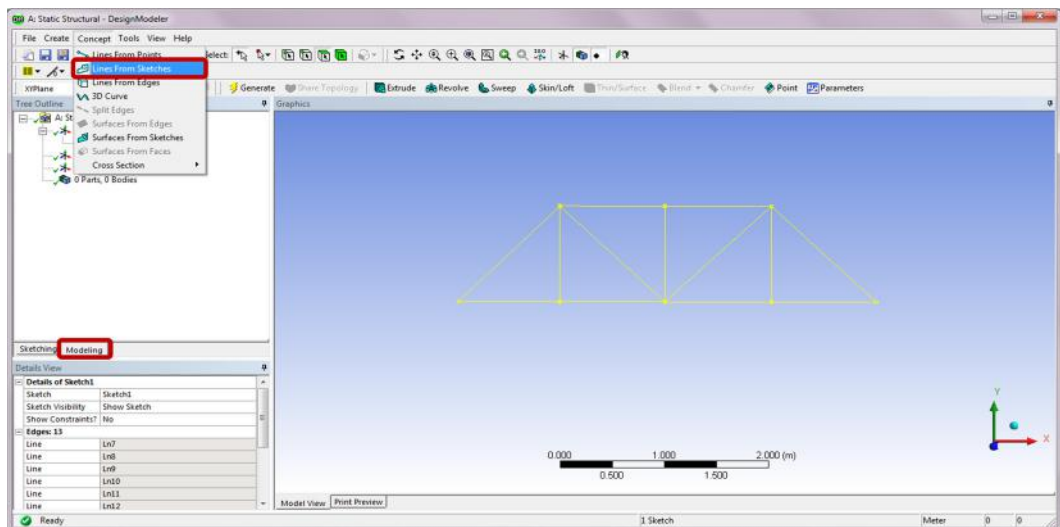 A: Static Structural - DesignModeler
File Create Concept Tools View Help
Lines From Points
Select:
Lines From Sketches
Lines From Edges
3D Curve
Split Edges
Surfaces From Edges
Surfaces From Sketches
Surfaces From Faces
Cross Section
XYPlane
Generate Share Topology Extrude Revolve Sweep Skin/Loft Thin/Surface Blend Chamfer Point Parameters
Tree Outline
Graphics
A: St
0 Parts, 0 Bodies
Sketching Modeling
Details View
Details of Sketch1
Sketch Sketch1
Sketch Visibility Show Sketch
Show Constraints? No
Edges: 13
Line Ln7
Line Ln8
Line Ln9
Line Ln10
Line Ln11
Line Ln12
Y
X
0.000 1.000 2.000 (m)
0.500 1.500
Model View Print Preview
Ready 1 Sketch Meter 0 0